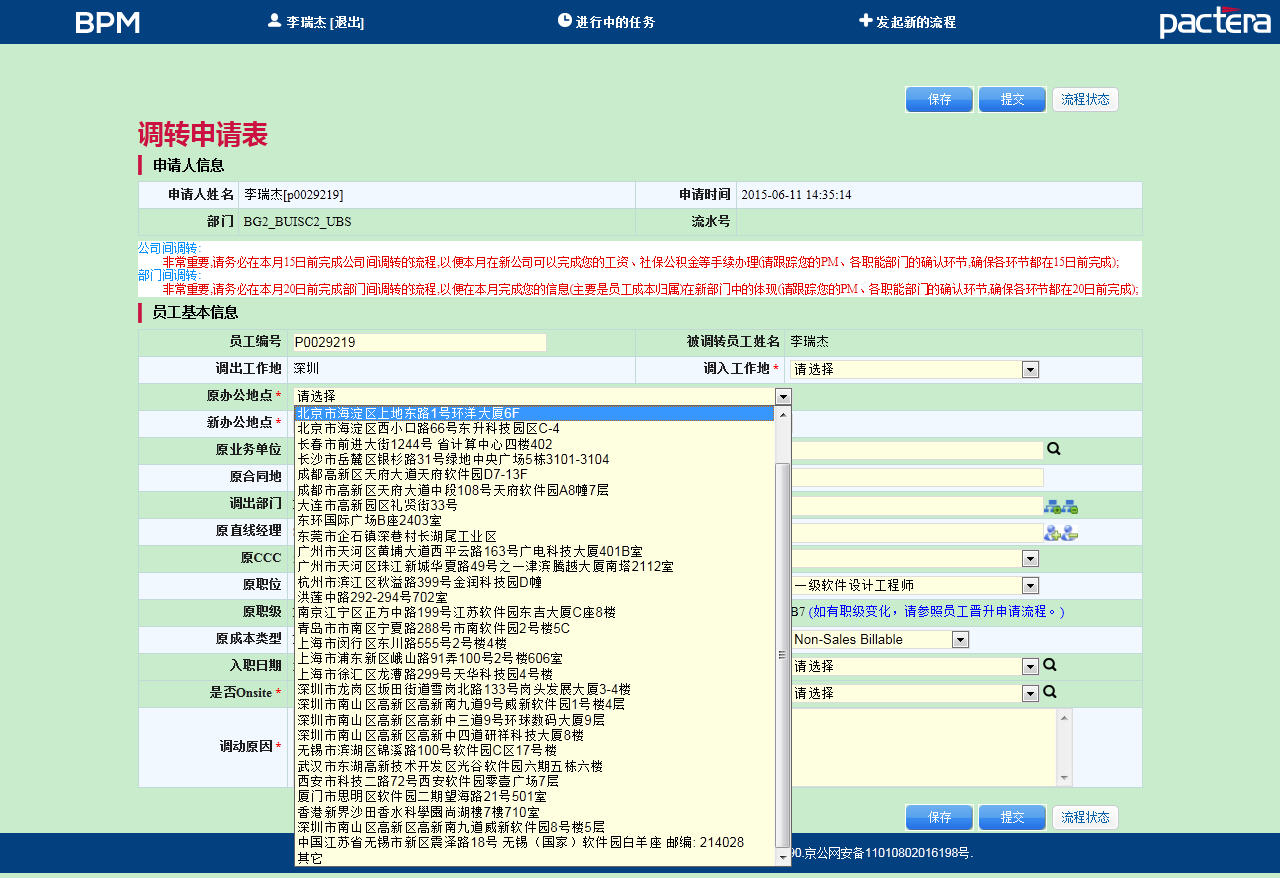 BPM
李瑞杰 [退出]
进行中的任务
发起新的流程
pactera
保存
提交
流程状态
调转申请表
申请人信息
申请人姓名 李瑞杰[p0029219] 申请时间 2015-06-11 14:35:14
部门 BG2_BUISC2_UBS 流水号
公司间调转:
非常重要,请务必在本月15日前完成公司间调转的流程,以便本月在新公司可以完成您的工资、社保公积金等手续办理(请跟踪您的PM、各职能部门的确认环节,确保各环节都在15日前完成);
部门间调转:
非常重要,请务必在本月20日前完成部门间调转的流程,以便在本月完成您的信息(主要是员工成本归属)在新部门中的体现(请跟踪您的PM、各职能部门的确认环节,确保各环节都在20日前完成);
员工基本信息
员工编号 P0029219 被调转员工姓名 李瑞杰
调出工作地 深圳 调入工作地 * 请选择
原办公地点 * 请选择
新办公地点 *
原业务单位
原合同地
调出部门
原直线经理
原CCC
原职位 一级软件设计工程师
原职级 B7 (如有职级变化，请参照员工晋升申请流程。)
原成本类型 Non-Sales Billable
入职日期 请选择
是否Onsite * 请选择
调动原因 *
北京市海淀区上地东路1号环洋大厦6F
北京市海淀区西小口路66号东升科技园区C-4
长春市前进大街1244号 省计算中心四楼402
长沙市岳麓区银杉路31号绿地中央广场5栋3101-3104
成都高新区天府大道天府软件园D7-13F
成都市高新区天府大道中段108号天府软件园A8幢7层
大连市高新园区礼贤街33号
东环国际广场B座2403室
东莞市企石镇深巷村长湖尾工业区
广州市天河区黄埔大道西平云路163号广电科技大厦401B室
广州市天河区珠江新城华夏路49号之一津滨腾越大厦南塔2112室
杭州市滨江区秋溢路399号金润科技园D幢
洪莲中路292-294号702室
南京江宁区正方中路199号江苏软件园东吉大厦C座8楼
青岛市市南区宁夏路288号市南软件园2号楼5C
上海市闵行区东川路555号2号楼4楼
上海市浦东新区峨山路91弄100号2号楼606室
上海市徐汇区龙漕路299号天华科技园4号楼
深圳市龙岗区坂田街道雪岗北路133号岗头发展大厦3-4楼
深圳市南山区高新区高新南九道9号威新软件园1号楼4层
深圳市南山区高新区高新中三道9号环球数码大厦9层
深圳市南山区高新区高新中四道研祥科技大厦8楼
无锡市滨湖区锦溪路100号软件园C区17号楼
武汉市东湖高新技术开发区光谷软件园六期五栋六楼
西安市科技二路72号西安软件园零壹广场7层
厦门市思明区软件园二期望海路21号501室
香港新界沙田香水科學園尚湖樓7樓710室
深圳市南山区高新区高新南九道威新软件园8号楼5层
中国江苏省无锡市新区震泽路18号 无锡（国家）软件园白羊座 邮编: 214028
其它
保存
提交
流程状态
90.京公网安备11010802016198号.